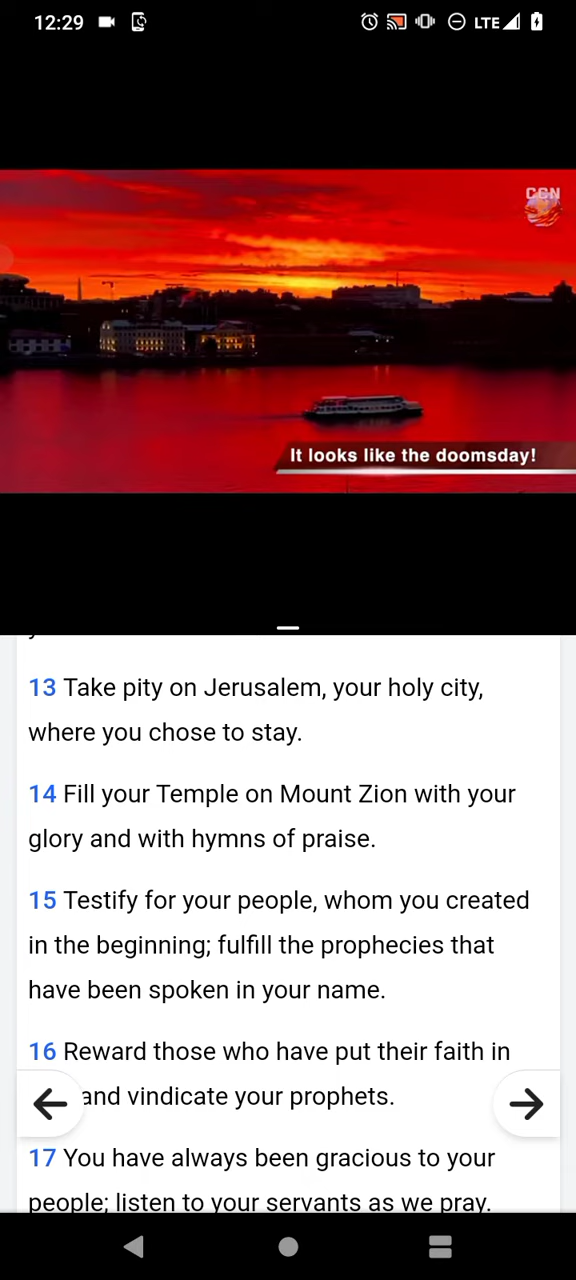 12:29
LTE
CGN
It looks like the doomsday!
13 Take pity on Jerusalem, your holy city,
where you chose to stay.
14 Fill your Temple on Mount Zion with your
glory and with hymns of praise.
15 Testify for your people, whom you created
in the beginning; fulfill the prophecies that
have been spoken in your name.
16 Reward those who have put their faith in
and vindicate your prophets.
17 You have always been gracious to your
people; listen to your servants as we pray.